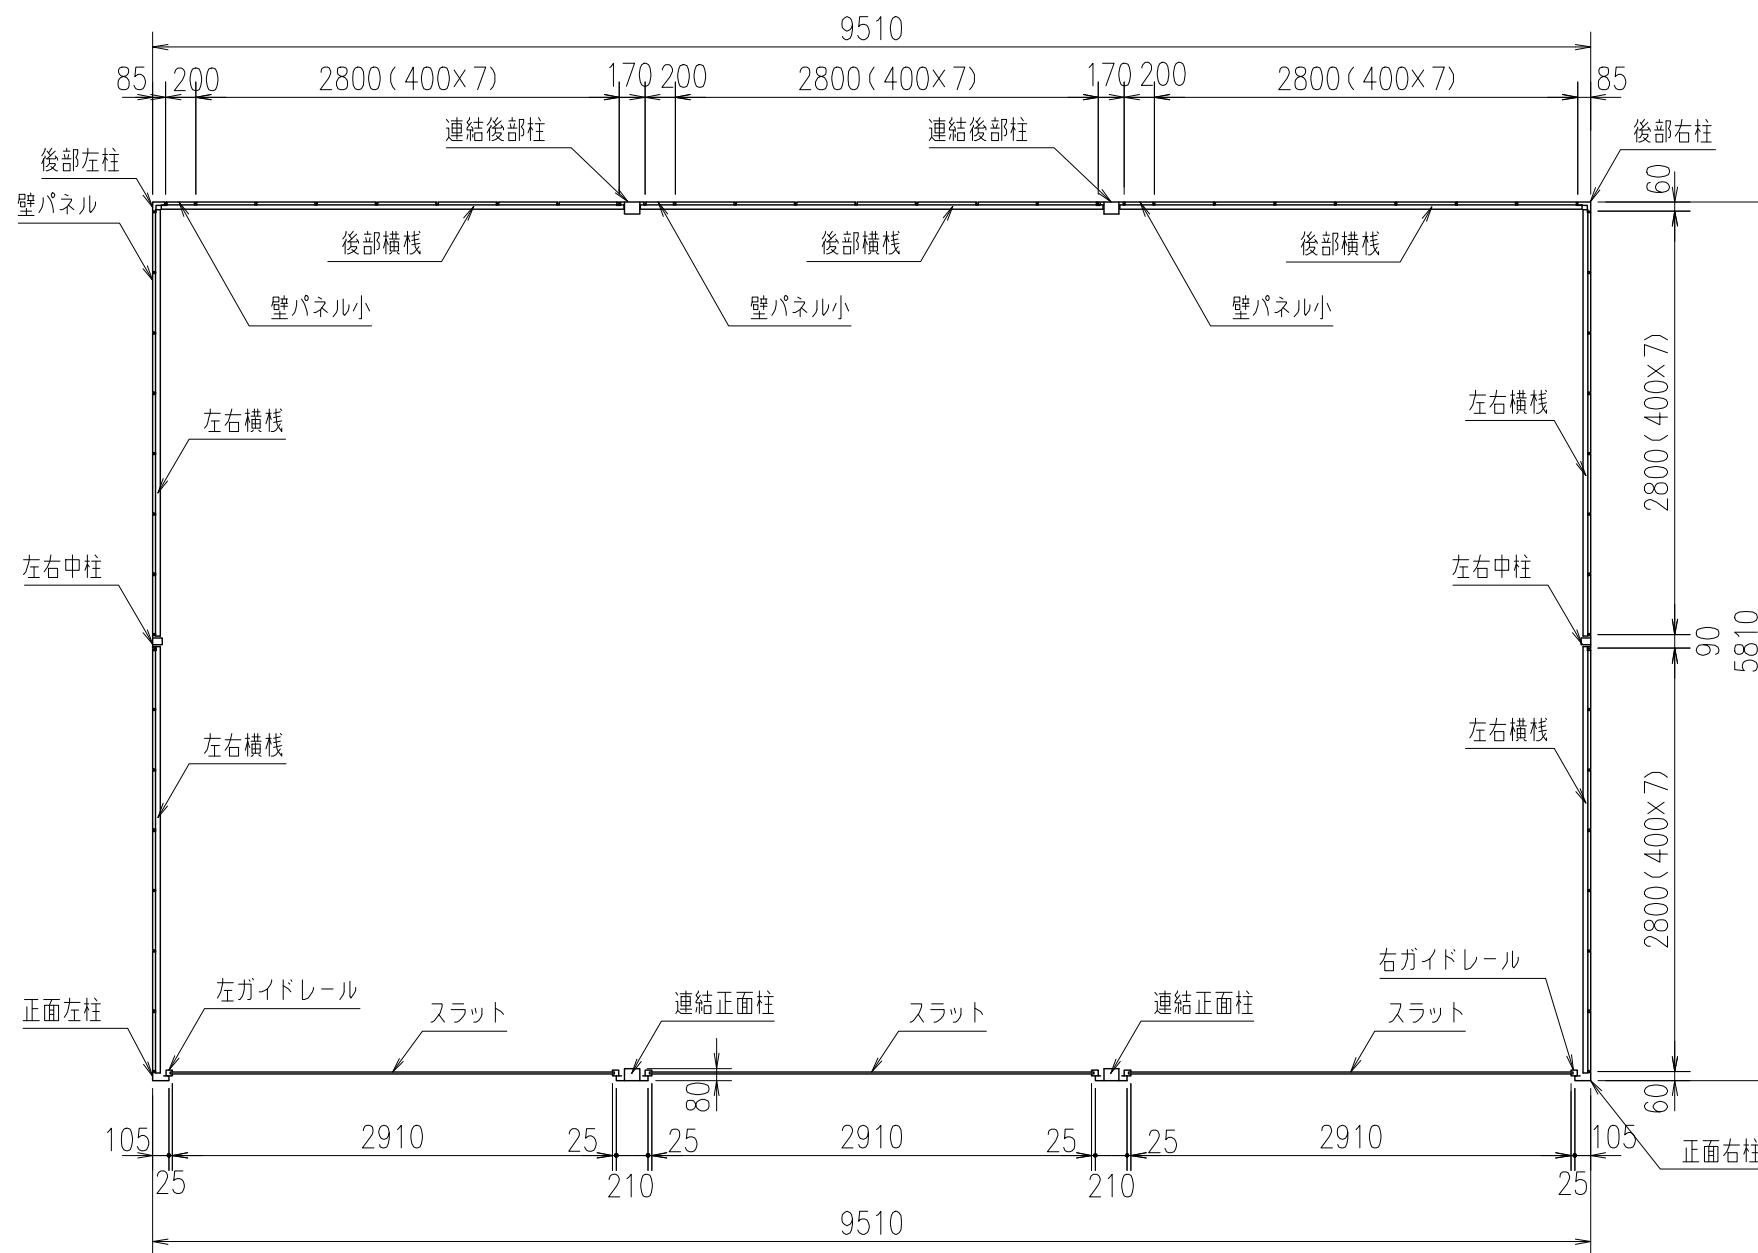 9510
85 200 2800(400×7) 170 200 2800(400×7) 170 200 2800(400×7) 85
連結後部柱 連結後部柱 後部右柱
後部左柱
60
壁パネル
後部横桟 後部横桟 後部横桟
壁パネル小 壁パネル小 壁パネル小
2800(400×7)
左右横桟 左右横桟
左右中柱 左右中柱
90
5810
左右横桟 左右横桟
2800(400×7)
右ガイドレール
左ガイドレール
正面左柱 スラット 連結正面柱 スラット 連結正面柱 スラット
80 60
105 2910 25 25 2910 25 25 2910 105
正面右柱
25 210 210 25
9510